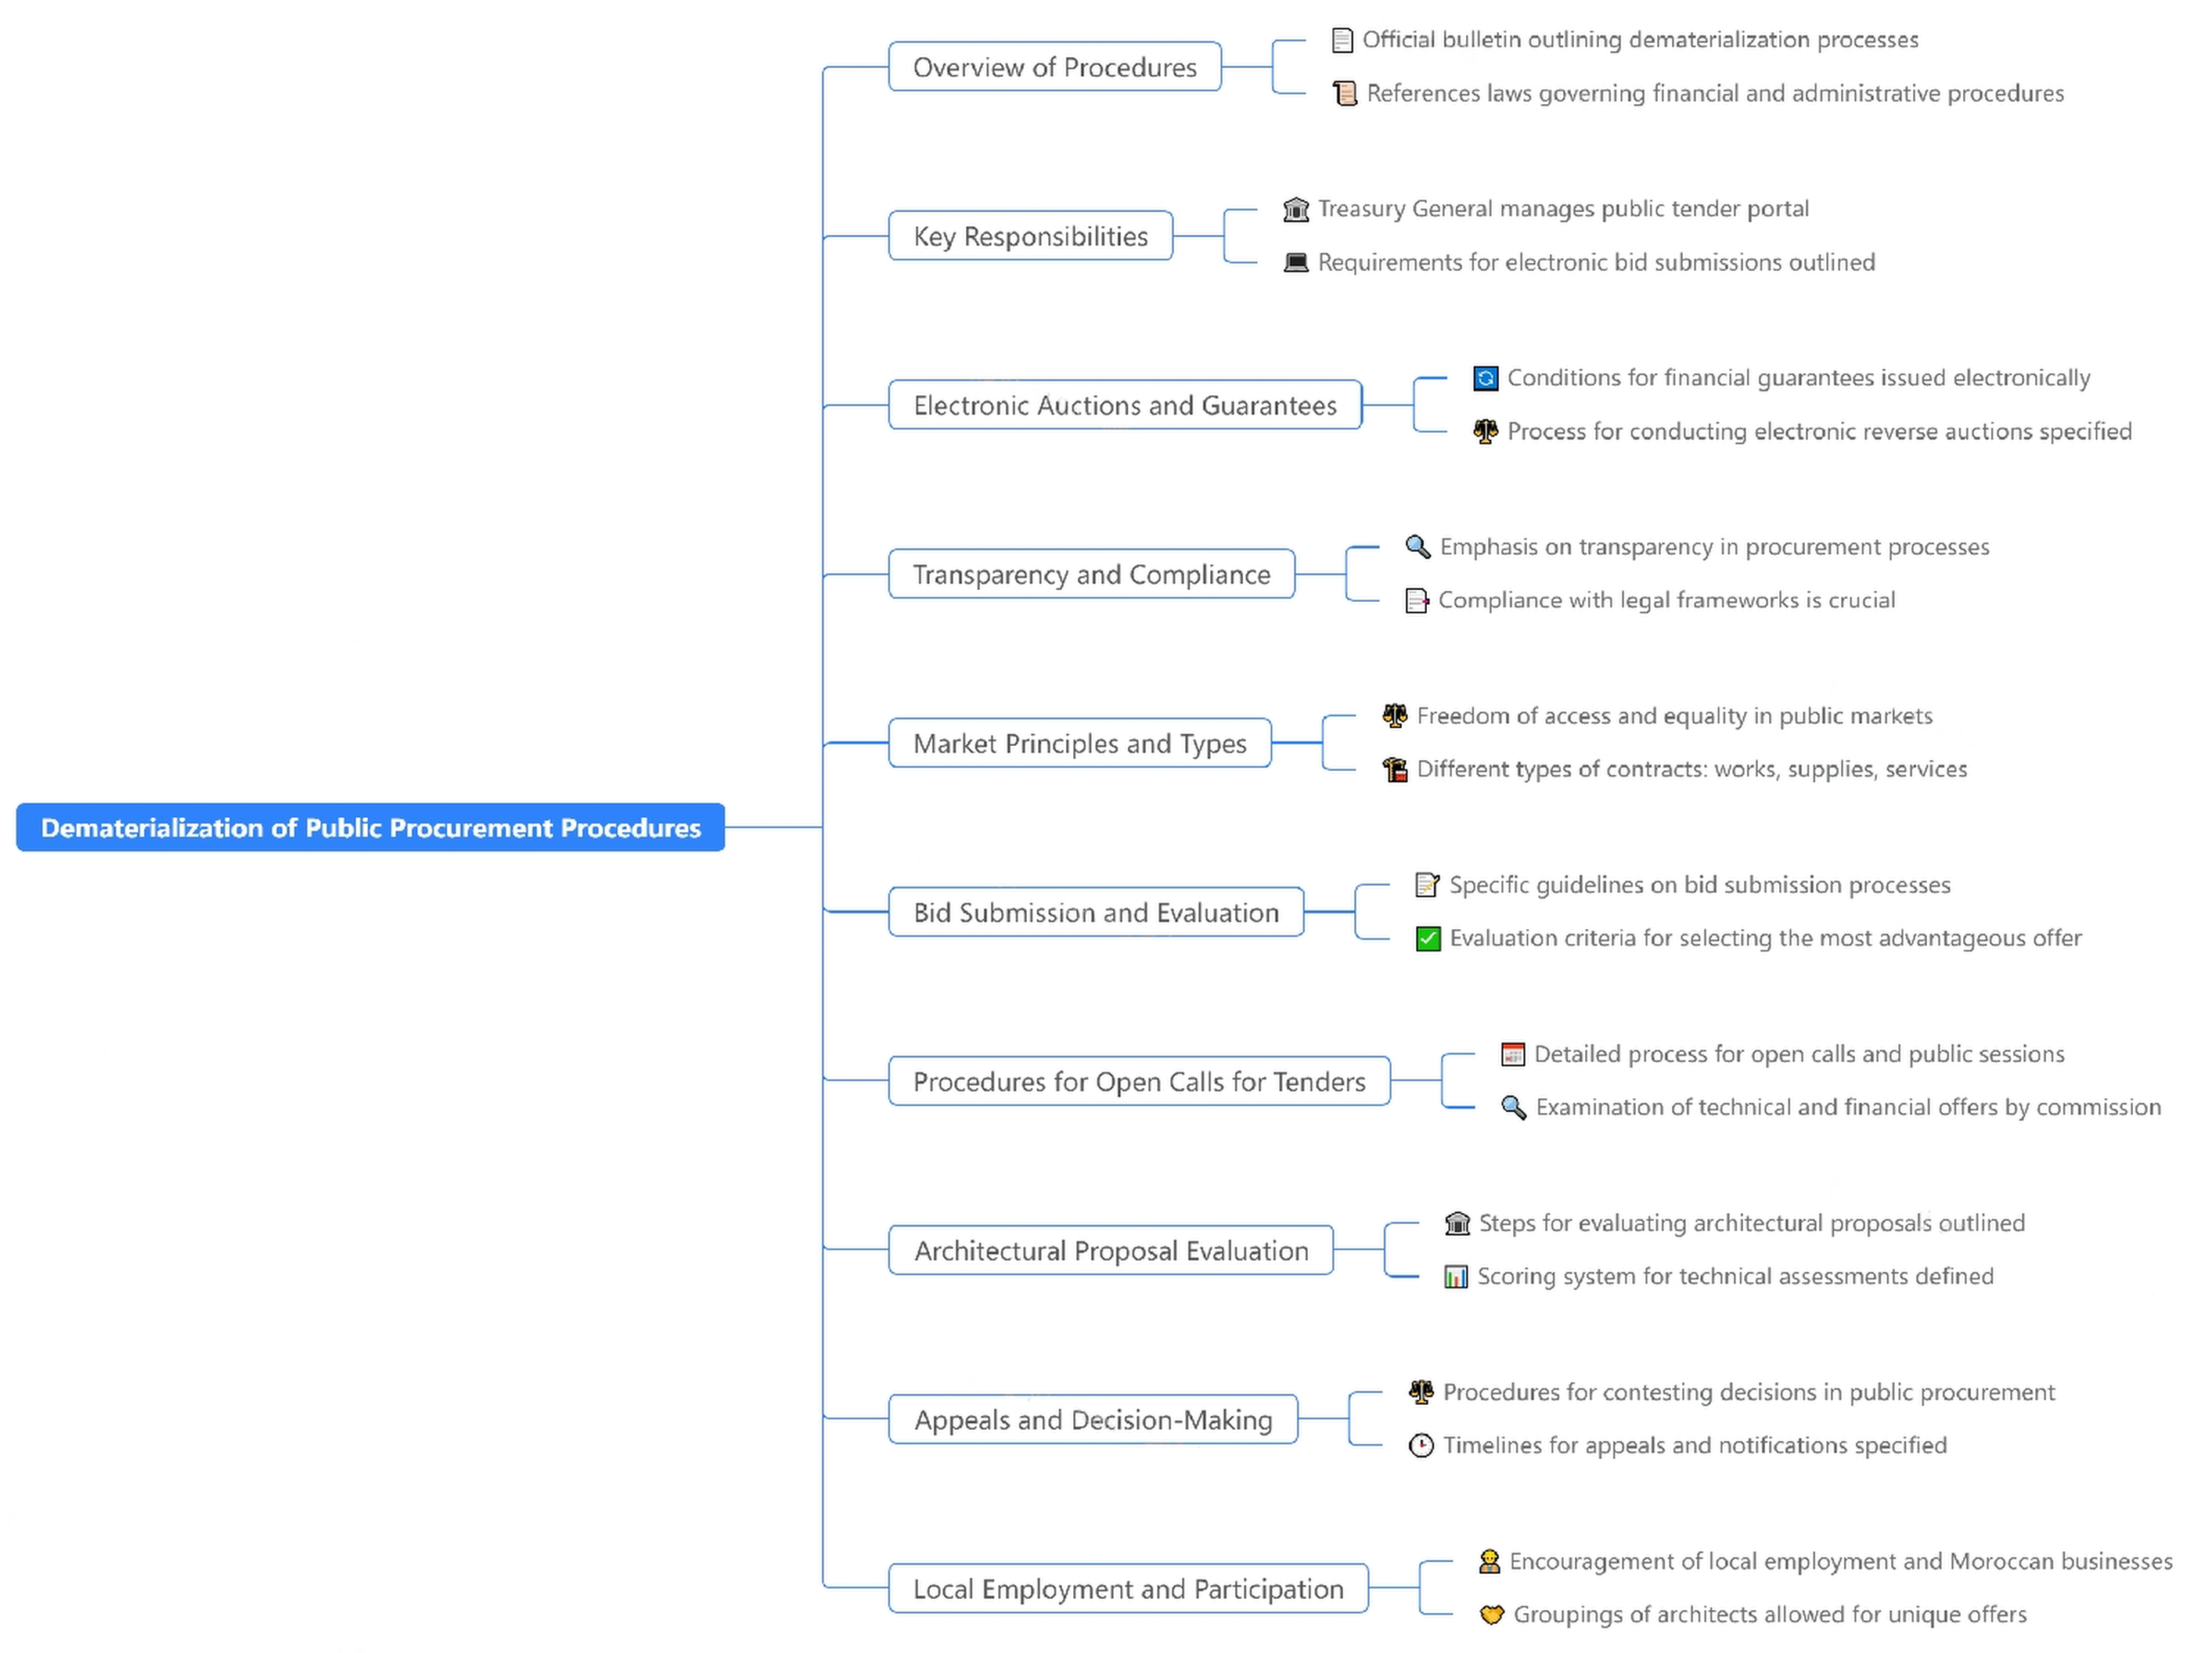 Dematerialization of Public Procurement Procedures
Overview of Procedures
Official bulletin outlining dematerialization processes
References laws governing financial and administrative procedures
Key Responsibilities
Treasury General manages public tender portal
Requirements for electronic bid submissions outlined
Electronic Auctions and Guarantees
Conditions for financial guarantees issued electronically
Process for conducting electronic reverse auctions specified
Transparency and Compliance
Emphasis on transparency in procurement processes
Compliance with legal frameworks is crucial
Market Principles and Types
Freedom of access and equality in public markets
Different types of contracts: works, supplies, services
Bid Submission and Evaluation
Specific guidelines on bid submission processes
Evaluation criteria for selecting the most advantageous offer
Procedures for Open Calls for Tenders
Detailed process for open calls and public sessions
Examination of technical and financial offers by commission
Architectural Proposal Evaluation
Steps for evaluating architectural proposals outlined
Scoring system for technical assessments defined
Appeals and Decision-Making
Procedures for contesting decisions in public procurement
Timelines for appeals and notifications specified
Local Employment and Participation
Encouragement of local employment and Moroccan businesses
Groupings of architects allowed for unique offers